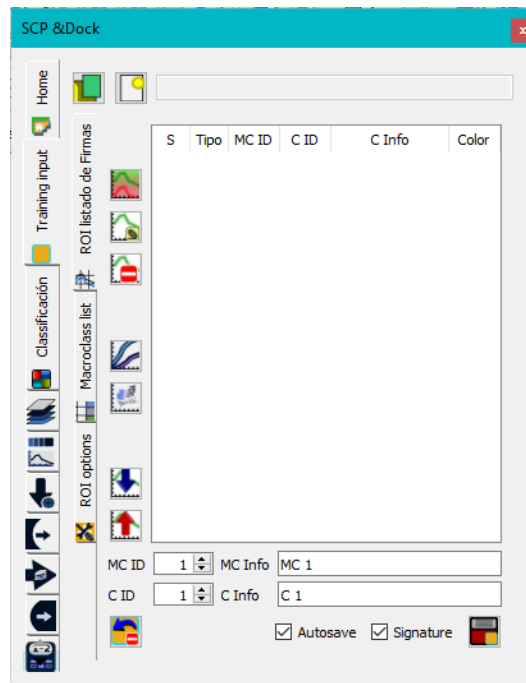 SCP &Dock
x
Home
Training input
Classificación
ROI listado de Firmas
Macroclass list
ROI options
S Tipo MC ID C ID C Info Color
MC ID 1 MC Info MC 1
C ID 1 C Info C 1
Autosave Signature